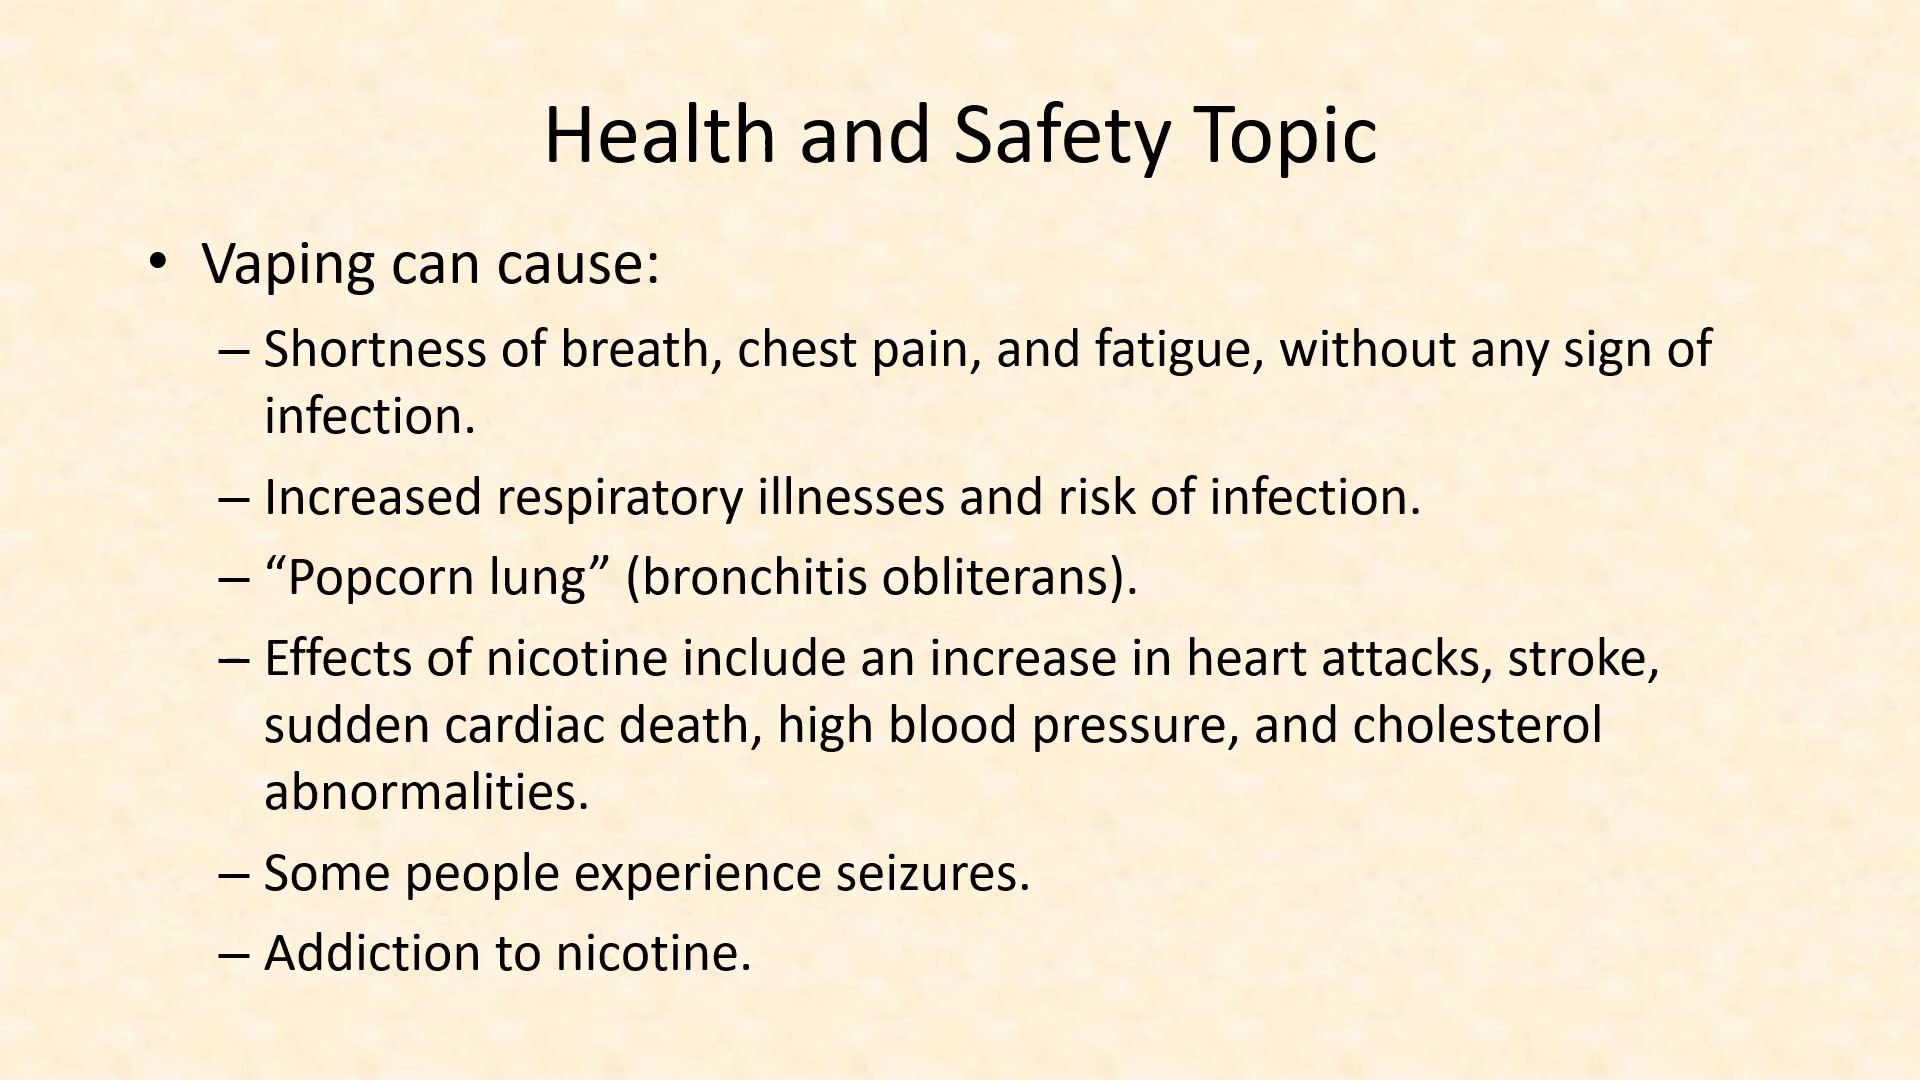 Health and Safety Topic
• Vaping can cause:
– Shortness of breath, chest pain, and fatigue, without any sign of
infection.
– Increased respiratory illnesses and risk of infection.
– “Popcorn lung” (bronchitis obliterans).
– Effects of nicotine include an increase in heart attacks, stroke,
sudden cardiac death, high blood pressure, and cholesterol
abnormalities.
– Some people experience seizures.
– Addiction to nicotine.